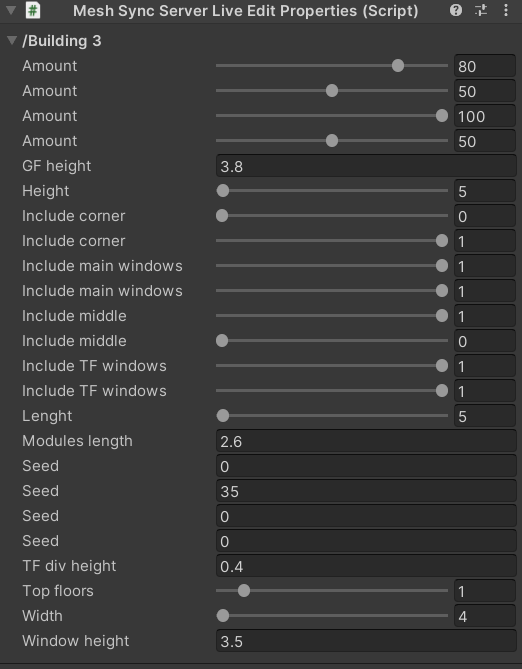 # Mesh Sync Server Live Edit Properties (Script)
/Building 3
Amount 80
Amount 50
Amount 100
Amount 50
GF height 3.8
Height 5
Include corner 0
Include corner 1
Include main windows 1
Include main windows 1
Include middle 1
Include middle 0
Include TF windows 1
Include TF windows 1
Lenght 5
Modules length 2.6
Seed 0
Seed 35
Seed 0
Seed 0
TF div height 0.4
Top floors 1
Width 4
Window height 3.5